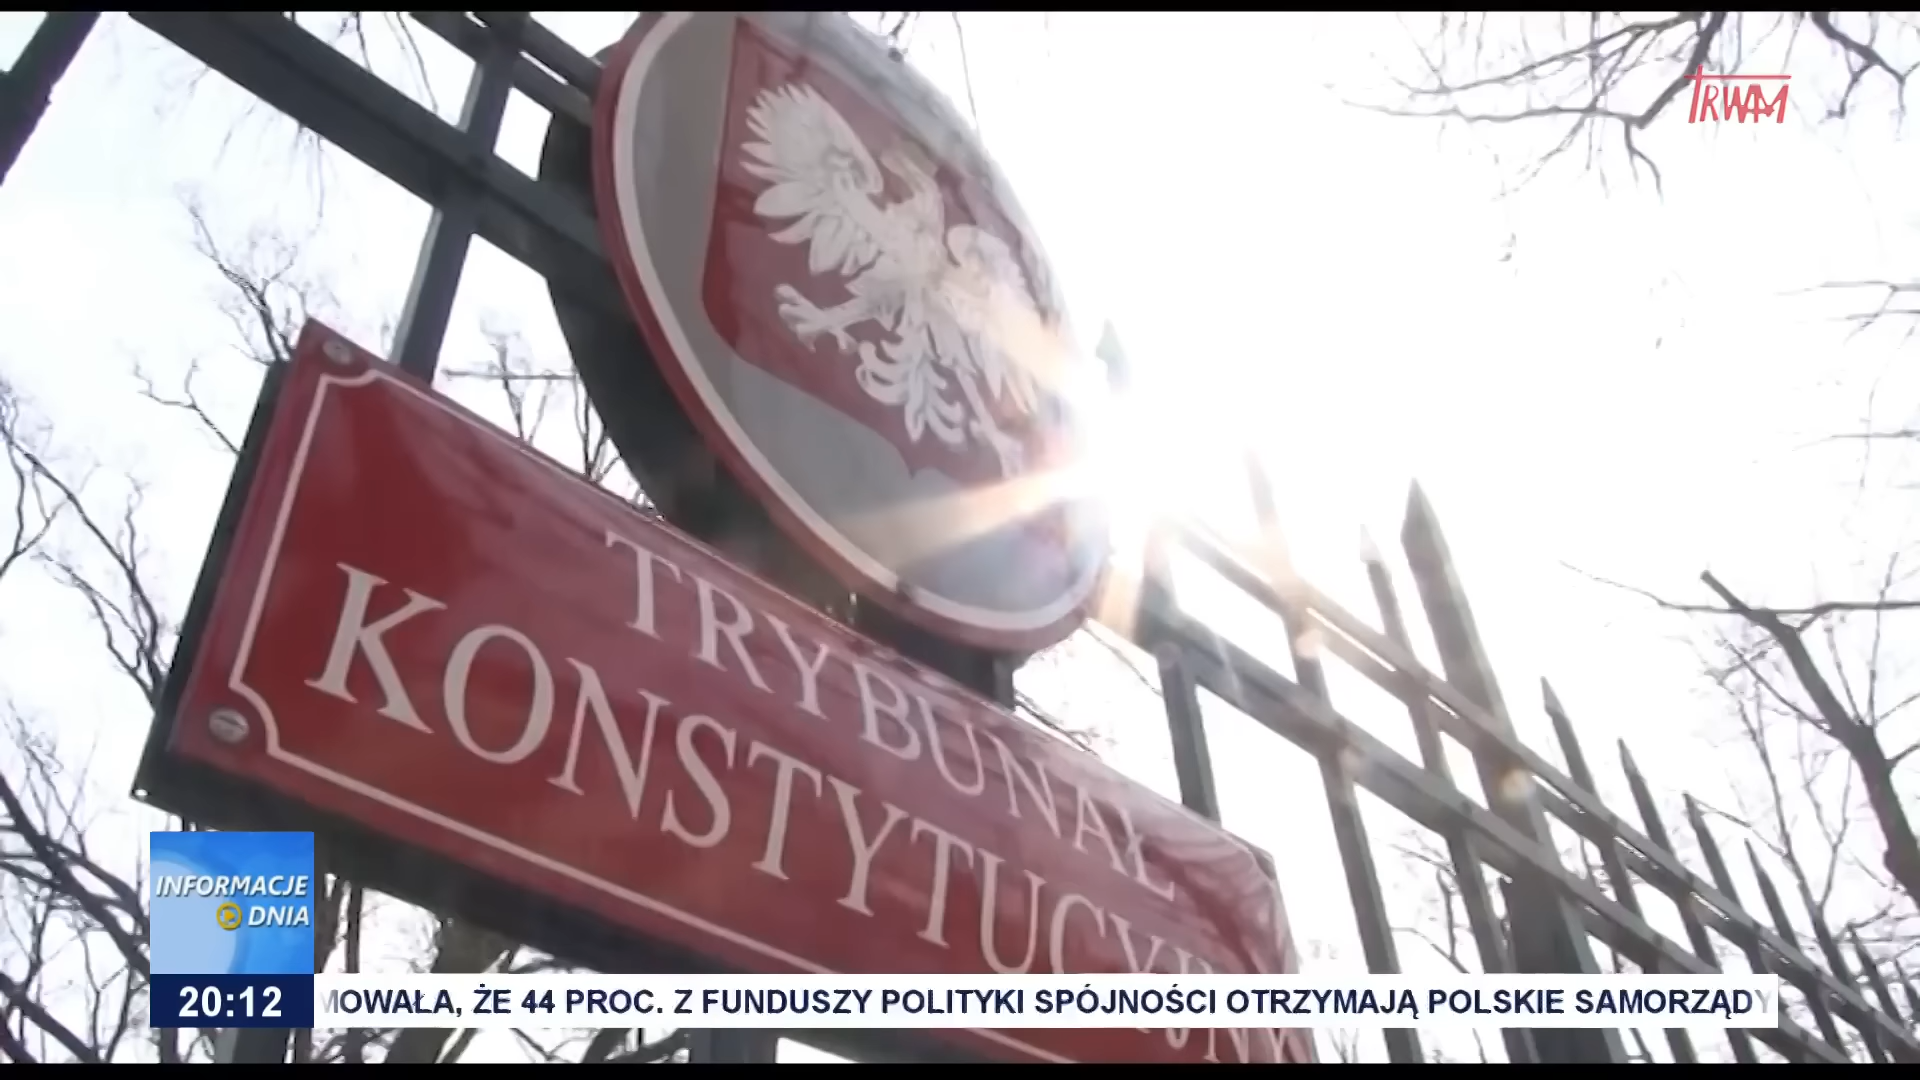 TRWAM
TRYBUNAŁ
KONSTYTUCYJNY
INFORMACJE
DNIA
20:12
MOWAŁA, ŻE 44 PROC. Z FUNDUSZY POLITYKI SPÓJNOŚCI OTRZYMAJĄ POLSKIE SAMORZĄDY